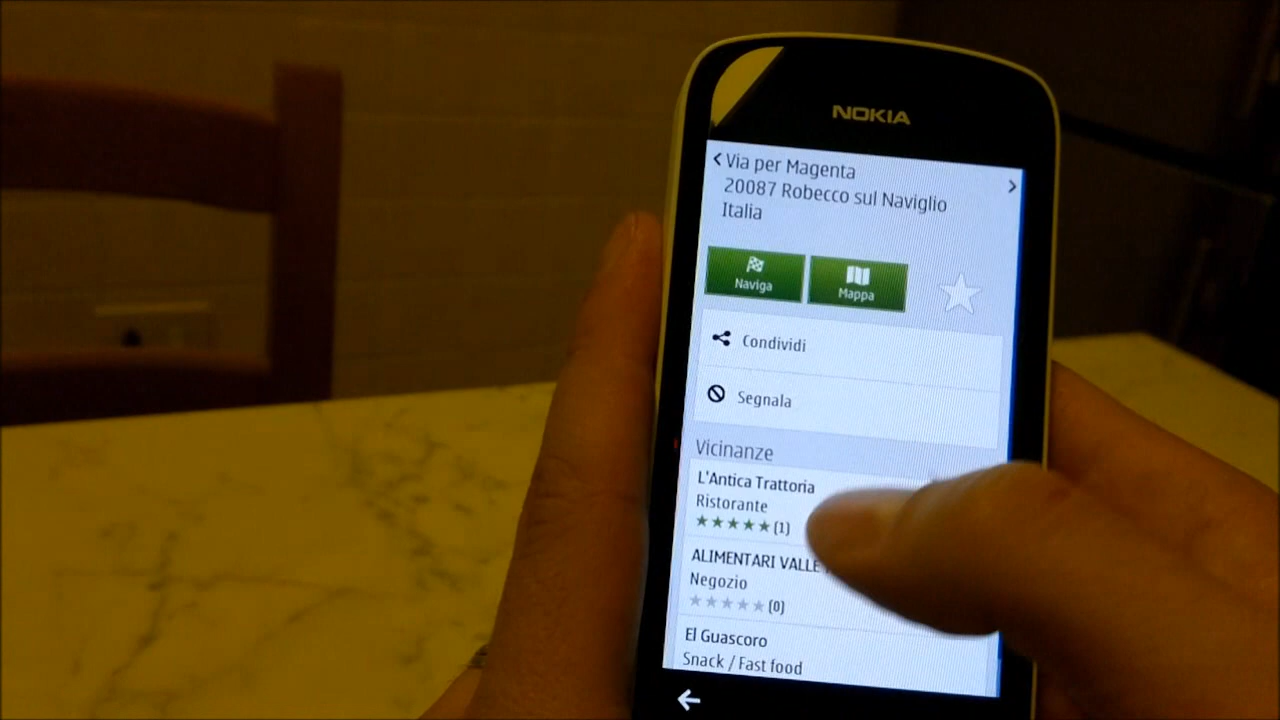 NOKIA
Via per Magenta
20087 Robecco sul Naviglio
Italia
Naviga
Mappa
Condividi
Segnala
Vicinanze
L'Antica Trattoria
Ristorante
(1)
ALIMENTARI VALLE
Negozio
(0)
El Guascoro
Snack / Fast food